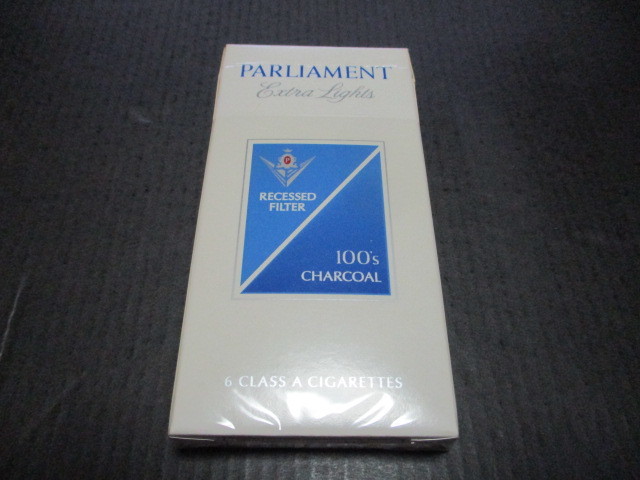 PARLIAMENT
Extra Lights
P
RECESSED
FILTER
100's
CHARCOAL
6 CLASS A CIGARETTES